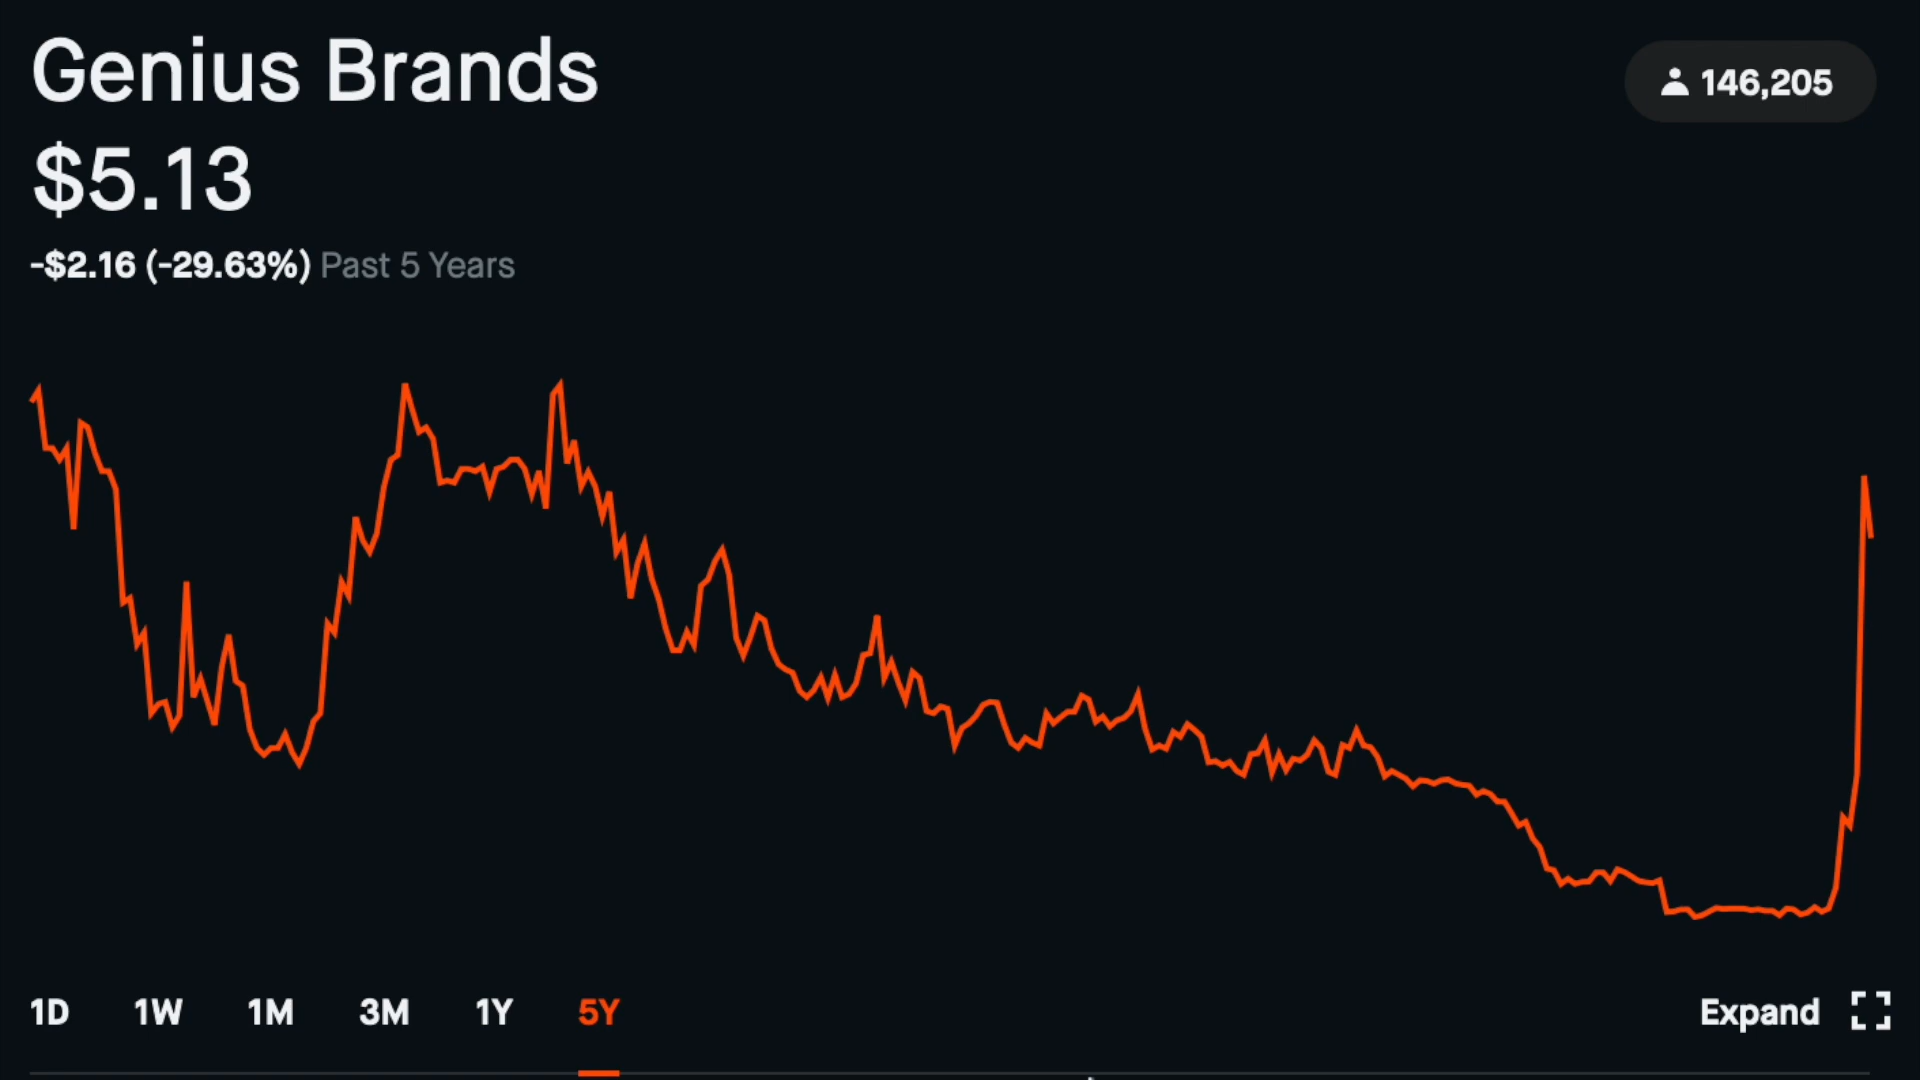 Genius Brands
146,205
$5.13
-$2.16 (-29.63%) Past 5 Years
1D 1W 1M 3M 1Y 5Y Expand